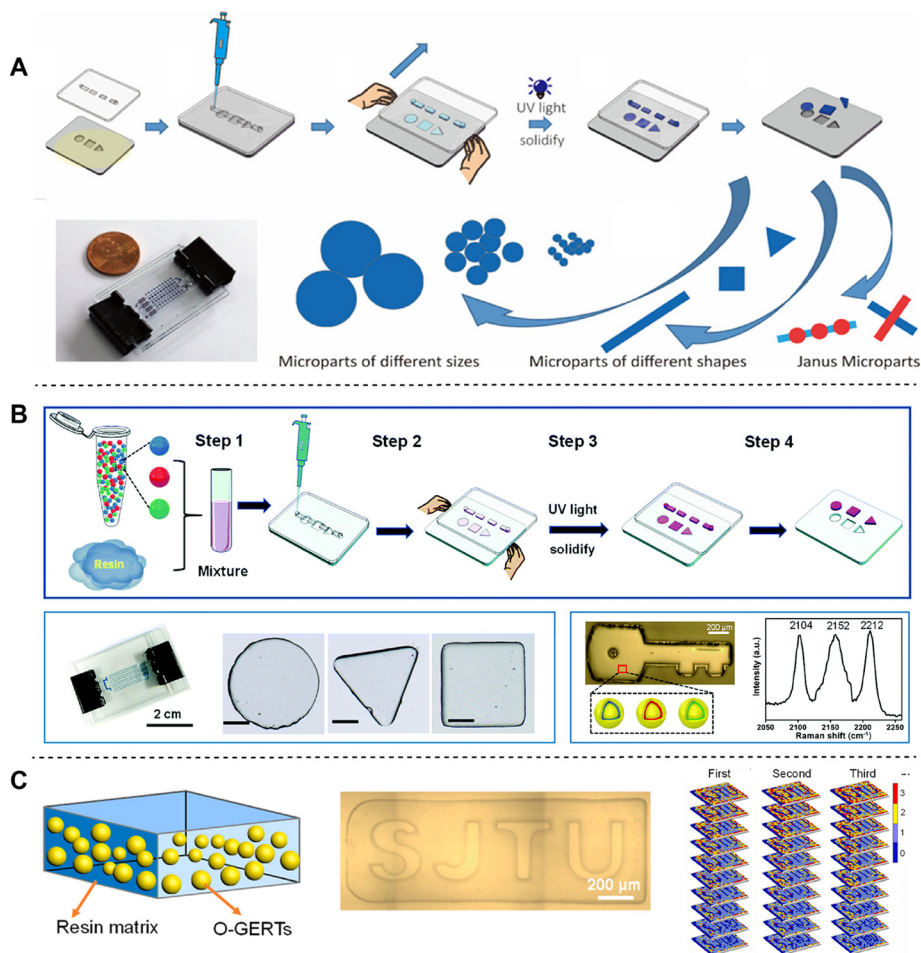 A
UV light
solidify
Microparts of different sizes
Microparts of different shapes
Janus Microparts
B
Step 1
Step 2
Step 3
Step 4
Resin
Mixture
UV light
solidify
2 cm
200 μm
2104 2152 2212
Intensity (a.u.)
2050 2100 2150 2200 2250
Raman shift (cm⁻¹)
C
Resin matrix
O-GERTs
SJTU
200 μm
First Second Third
3
2
1
0